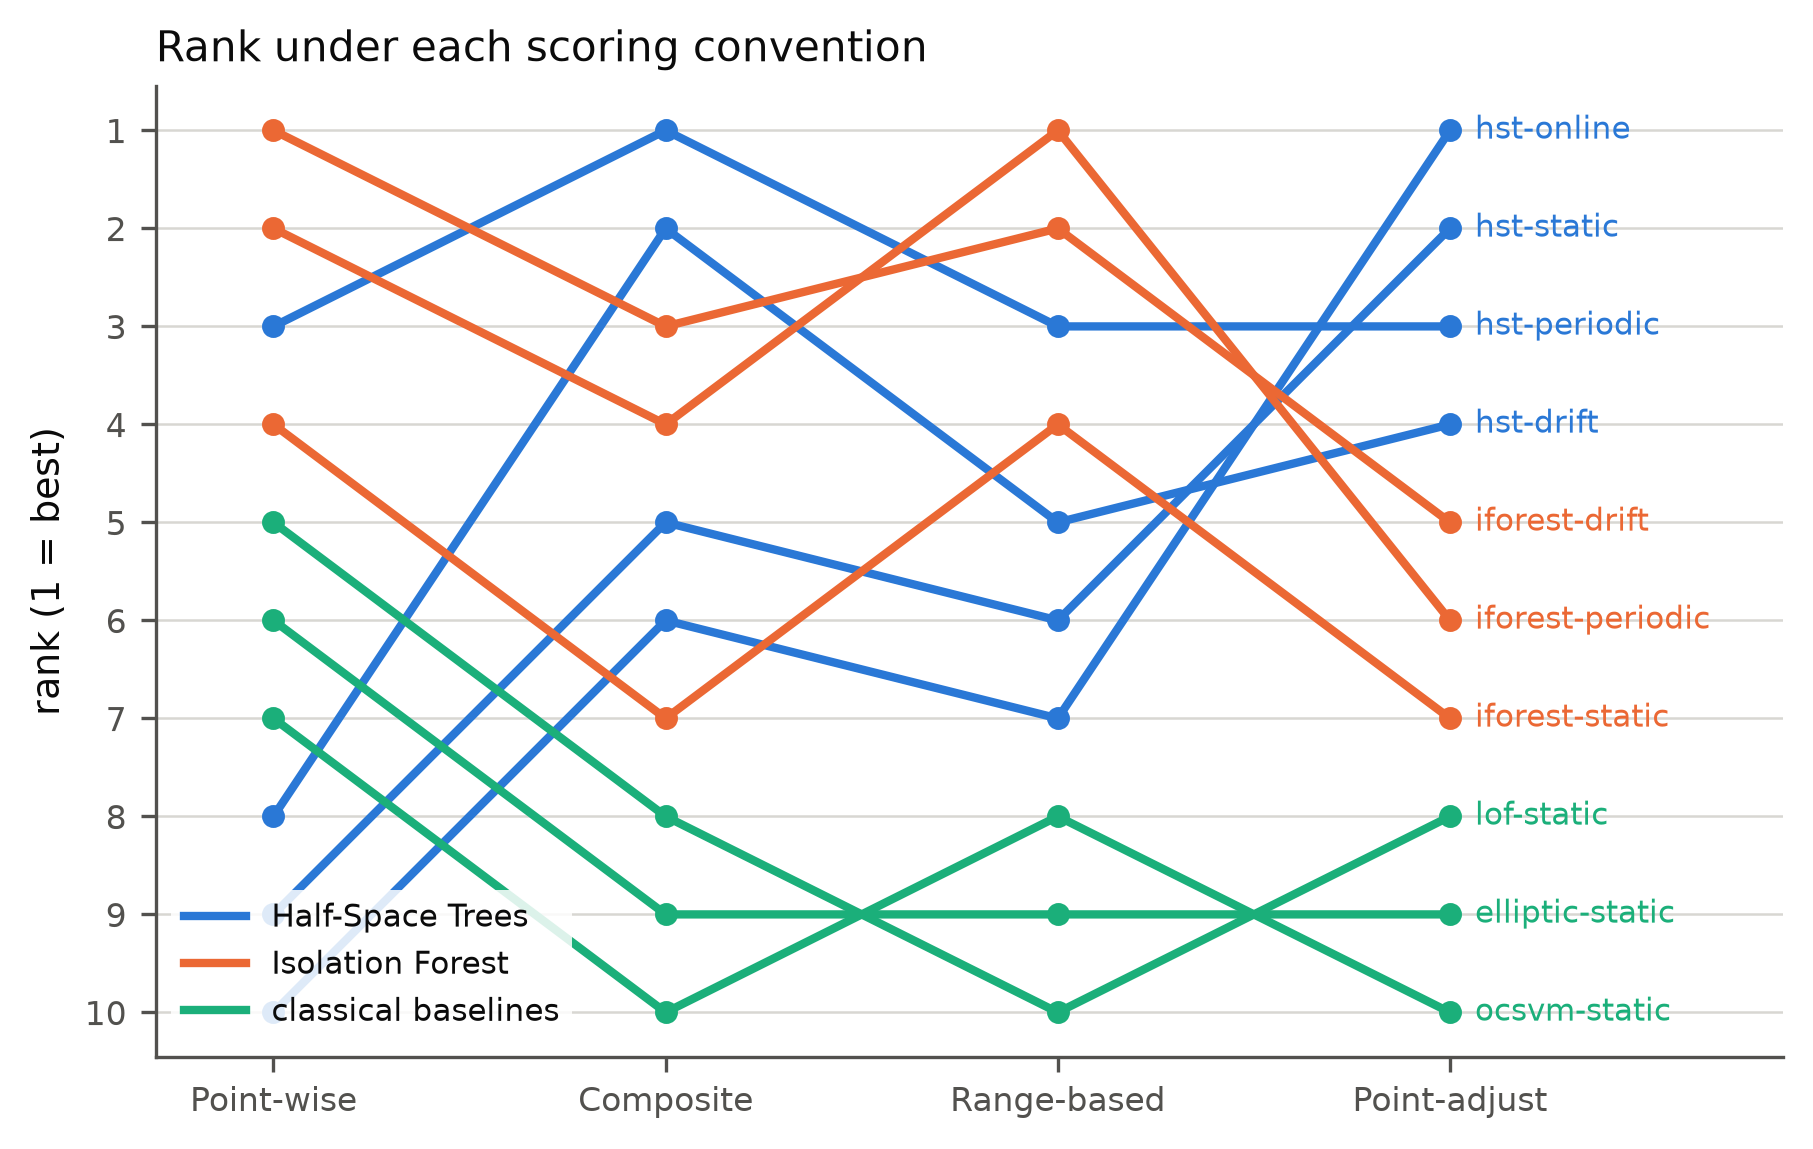 Rank under each scoring convention
rank (1 = best)
1
2
3
4
5
6
7
8
9
10
hst-online
hst-static
hst-periodic
hst-drift
iforest-drift
iforest-periodic
iforest-static
lof-static
elliptic-static
ocsvm-static
Half-Space Trees
Isolation Forest
classical baselines
Point-wise
Composite
Range-based
Point-adjust